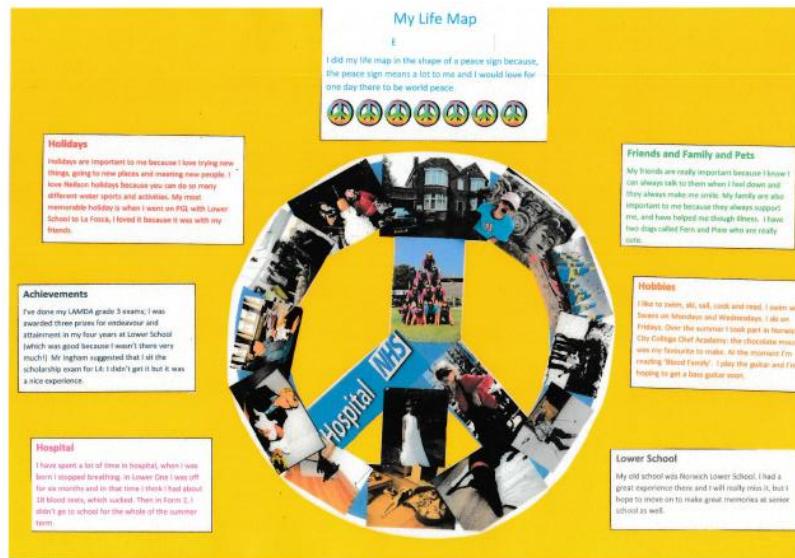 My Life Map
E
I did my life map in the shape of a peace sign because,
the peace sign means a lot to me and I would love for
one day there to be world peace
Holidays
Holidays are important to me because I love trying new
things, going to new places and meaning new people. I
love Neilson holidays because you can do so many
different water sports and activities. My most
memorable holiday is when I went on PGL with Lower
School to La Fosca, I loved it because it was with my
friends.
Friends and Family and Pets
My friends are really important because I know I
can always talk to them when I feel down and
they always make me smile. My family are also
important to me because they always support
me, and have helped me though illness. I have
two dogs called Fern and Pixie who are really
cute.
Achievements
I've done my LAMDA grade 3 exams; I was
awarded three prizes for endeavour and
attainment in my four years at Lower School
(which was good because I wasn't there very
much!) Mr Ingham suggested that I sit the
scholarship exam for L4: I didn't get it but it was
a nice experience.
Hobbies
I like to swim, ski, sail, cook and read. I swim
Swans on Mondays and Wednesdays. I ski on
Fridays. Over the summer I took part in Norwic
City College Chef Academy: the chocolate
was my favourite to make. At the moment I'm
reading 'Blood Family'. I play the guitar and I'm
hoping to get a bass guitar soon.
Hospital NHS
Hospital
I have spent a lot of time in hospital, when I was
born I stopped breathing. In Lower One I was off
for six months and in that time I think I had about
18 blood tests, which sucked. Then in Form 2, I
didn't go to school for the whole of the summer
term
Lower School
My old school was Norwich Lower School. I had a
great experience there and I will really miss it, but I
hope to move on to make great memories at senior
school as well.